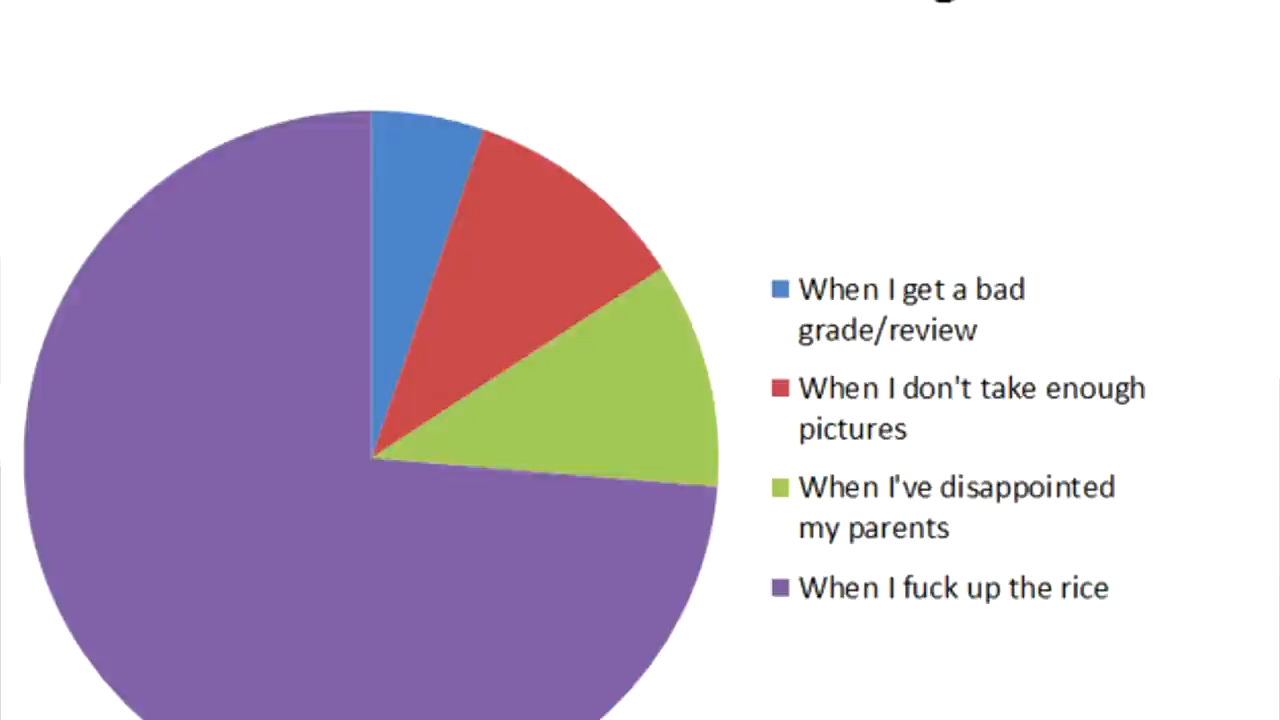 When I get a bad
grade/review
When I don't take enough
pictures
When I've disappointed
my parents
When I fuck up the rice